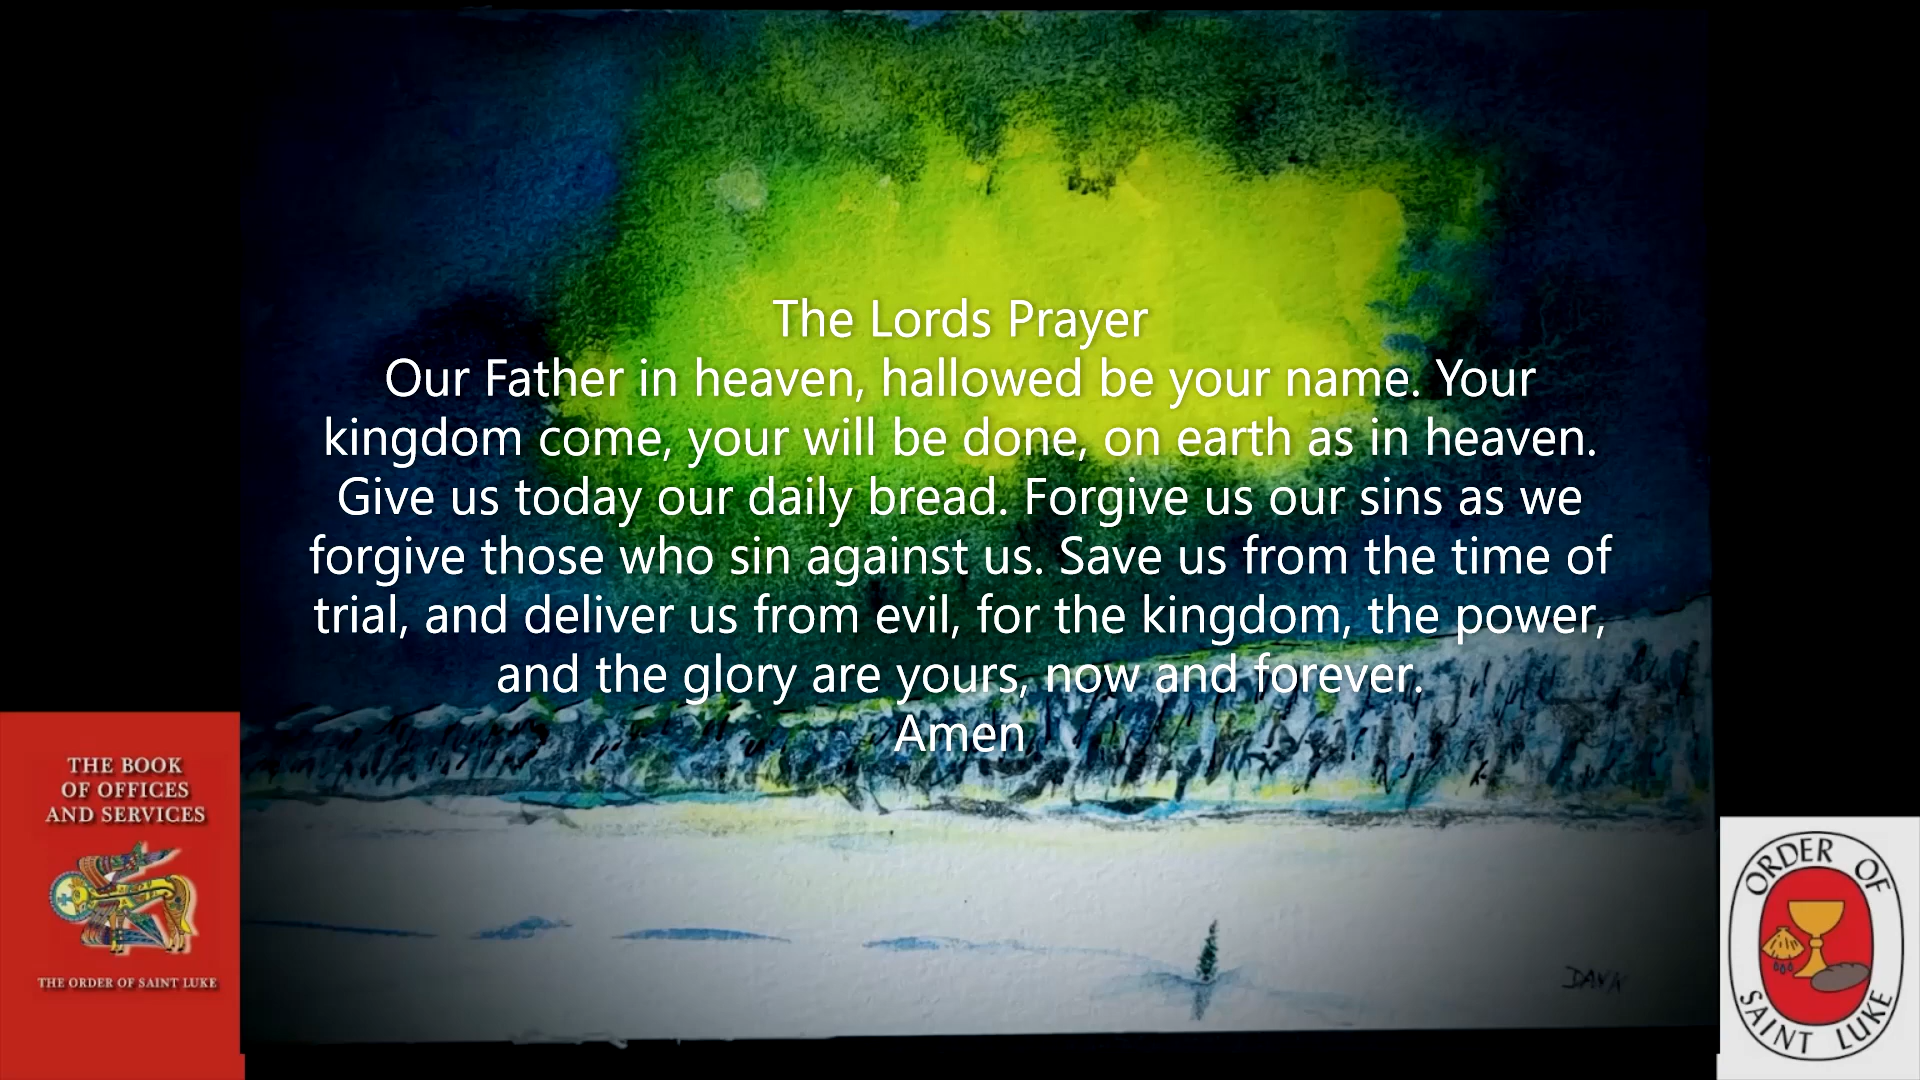 The Lords Prayer
Our Father in heaven, hallowed be your name. Your
kingdom come, your will be done, on earth as in heaven.
Give us today our daily bread. Forgive us our sins as we
forgive those who sin against us. Save us from the time of
trial, and deliver us from evil, for the kingdom, the power,
and the glory are yours, now and forever.
Amen
THE BOOK
OF OFFICES
AND SERVICES
THE ORDER OF SAINT LUKE
ORDER OF
SAINT LUKE